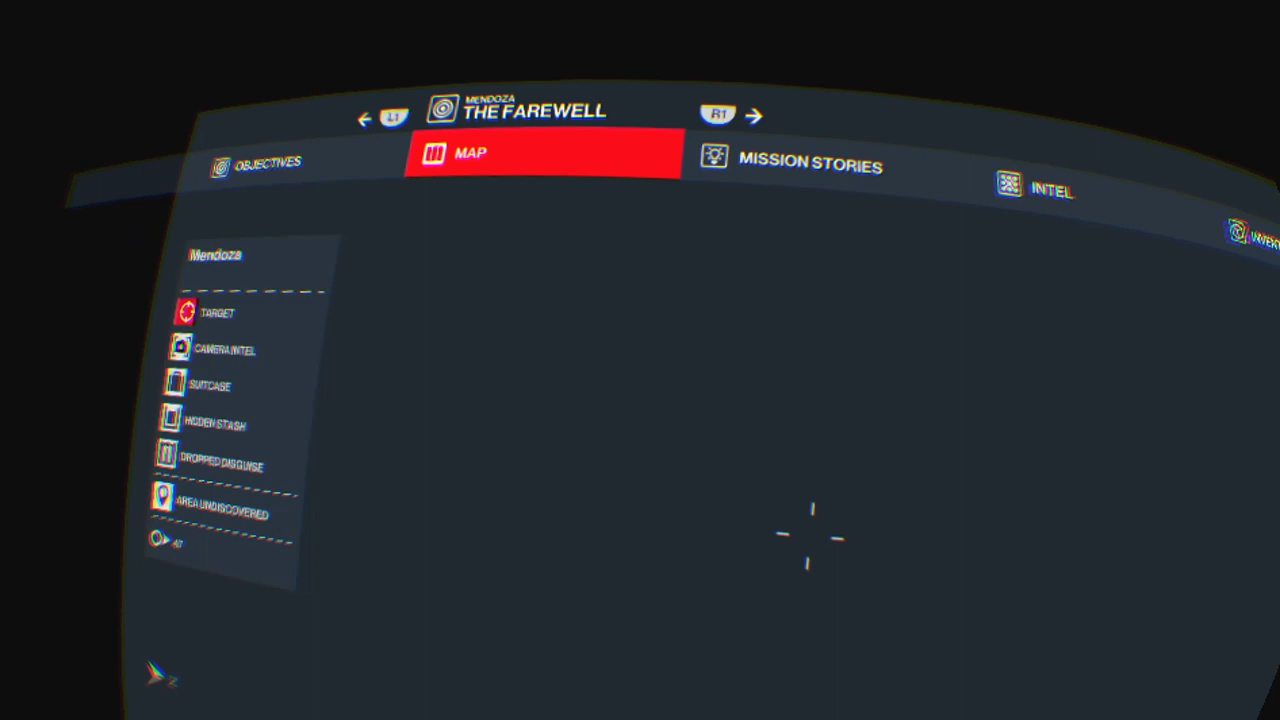 MENDOZA
L1 THE FAREWELL R1
OBJECTIVES MAP MISSION STORIES INTEL
Mendoza
TARGET
CAMERA INTEL
SUITCASE
HIDDEN STASH
DROPPED DISGUISE
AREA UNDISCOVERED
Z